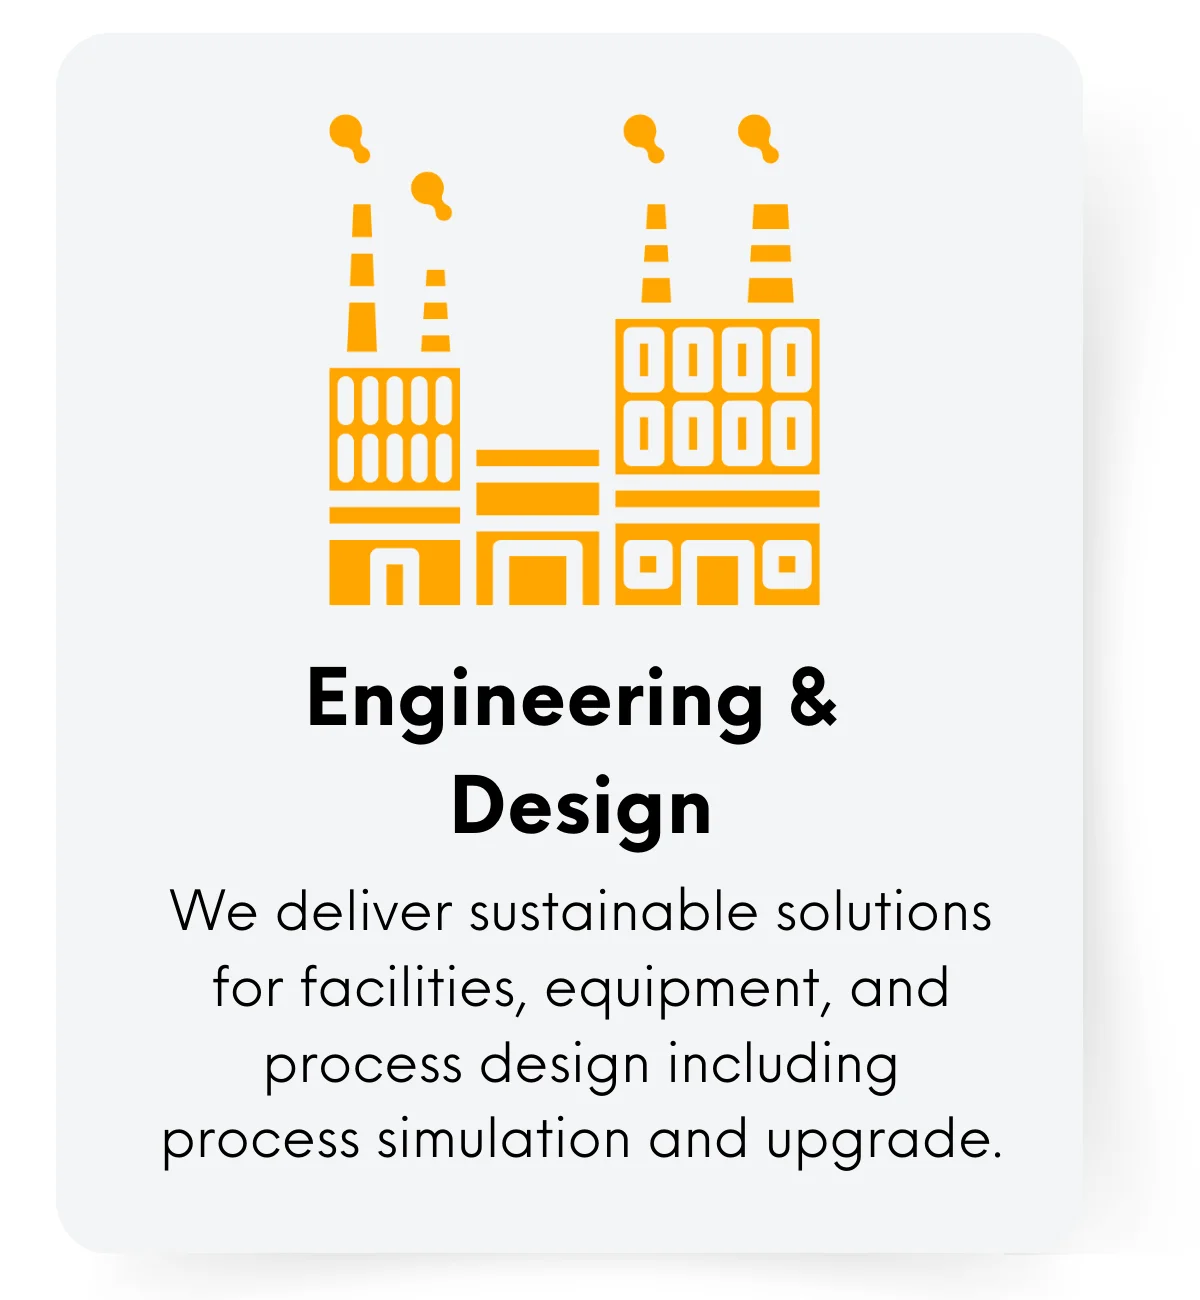 Engineering &
Design
We deliver sustainable solutions
for facilities, equipment, and
process design including
process simulation and upgrade.